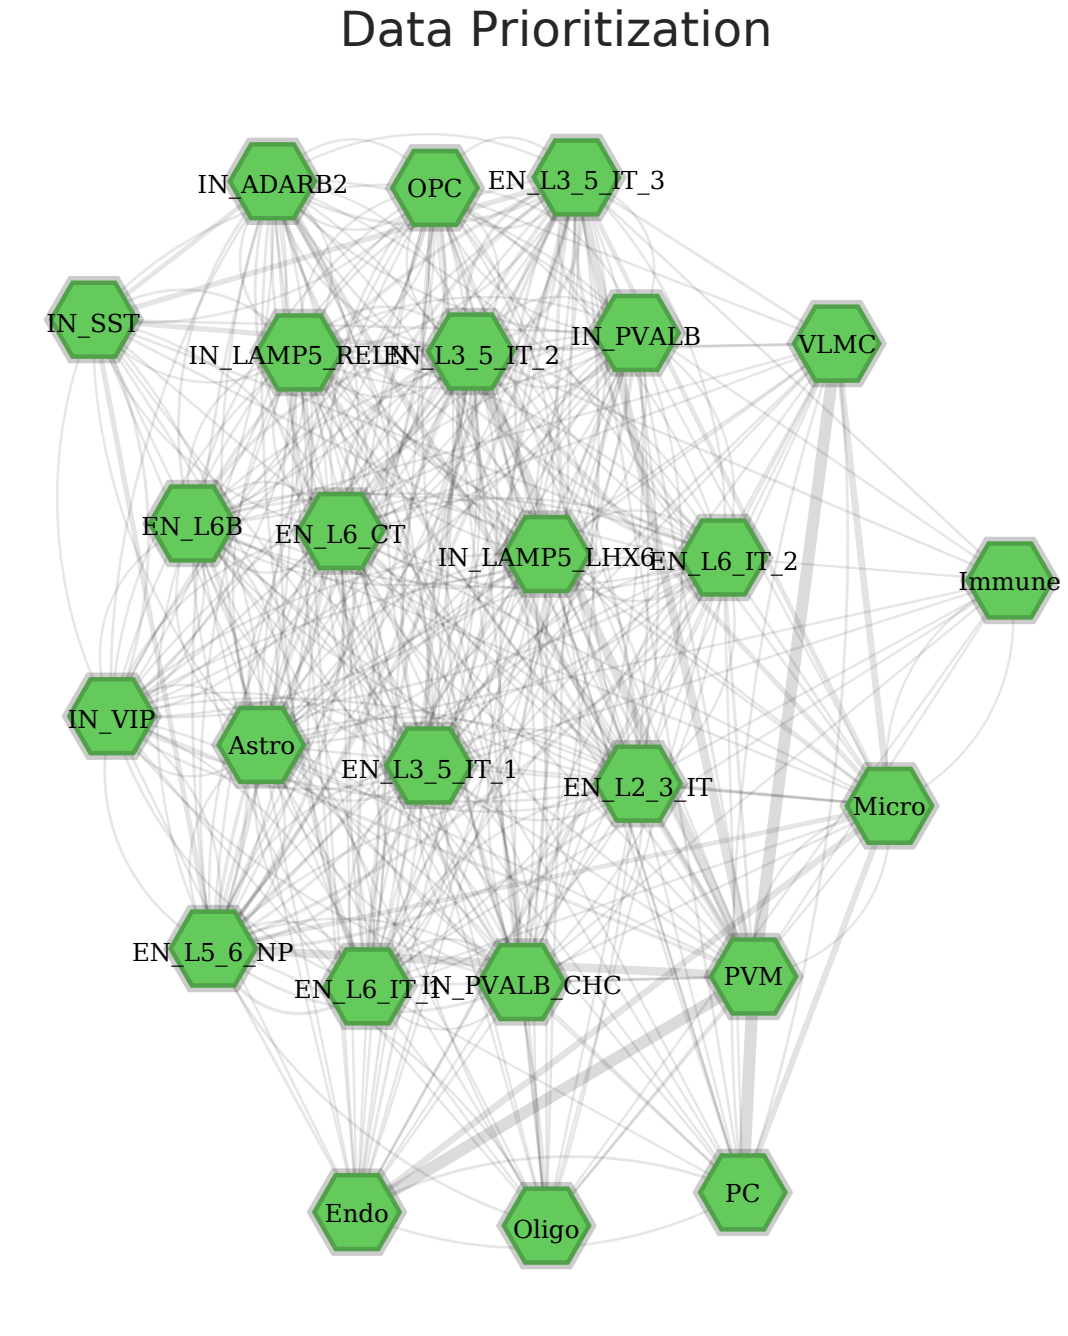 Data Prioritization
IN_ADARB2
OPC
EN_L3_5_IT_3
IN_SST
IN_LAMP5_RELN
EN_L3_5_IT_2
IN_PVALB
VLMC
EN_L6B
EN_L6_CT
IN_LAMP5_LHX6
EN_L6_IT_2
Immune
IN_VIP
Astro
EN_L3_5_IT_1
EN_L2_3_IT
Micro
EN_L5_6_NP
EN_L6_IT_1
IN_PVALB_CHC
PVM
Endo
Oligo
PC